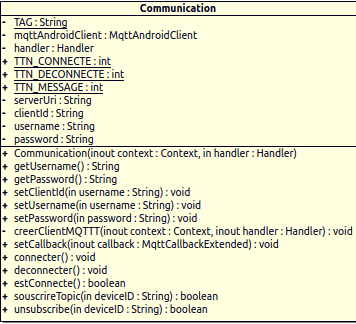 Communication
- TAG : String
- mqttAndroidClient : MqttAndroidClient
- handler : Handler
+ TTN_CONNECTE : int
+ TTN_DECONNECTE : int
+ TTN_MESSAGE : int
- serverUri : String
- clientId : String
- username : String
- password : String
+ Communication(inout context : Context, in handler : Handler)
+ getUsername() : String
+ getPassword() : String
+ setClientId(in username : String) : void
+ setUsername(in username : String) : void
+ setPassword(in password : String) : void
- creerClientMQTTT(inout context : Context, inout handler : Handler) : void
+ setCallback(inout callback : MqttCallbackExtended) : void
+ connecter() : void
+ deconnecter() : void
+ estConnecte() : boolean
+ souscrireTopic(in deviceID : String) : boolean
+ unsubscribe(in deviceID : String) : boolean